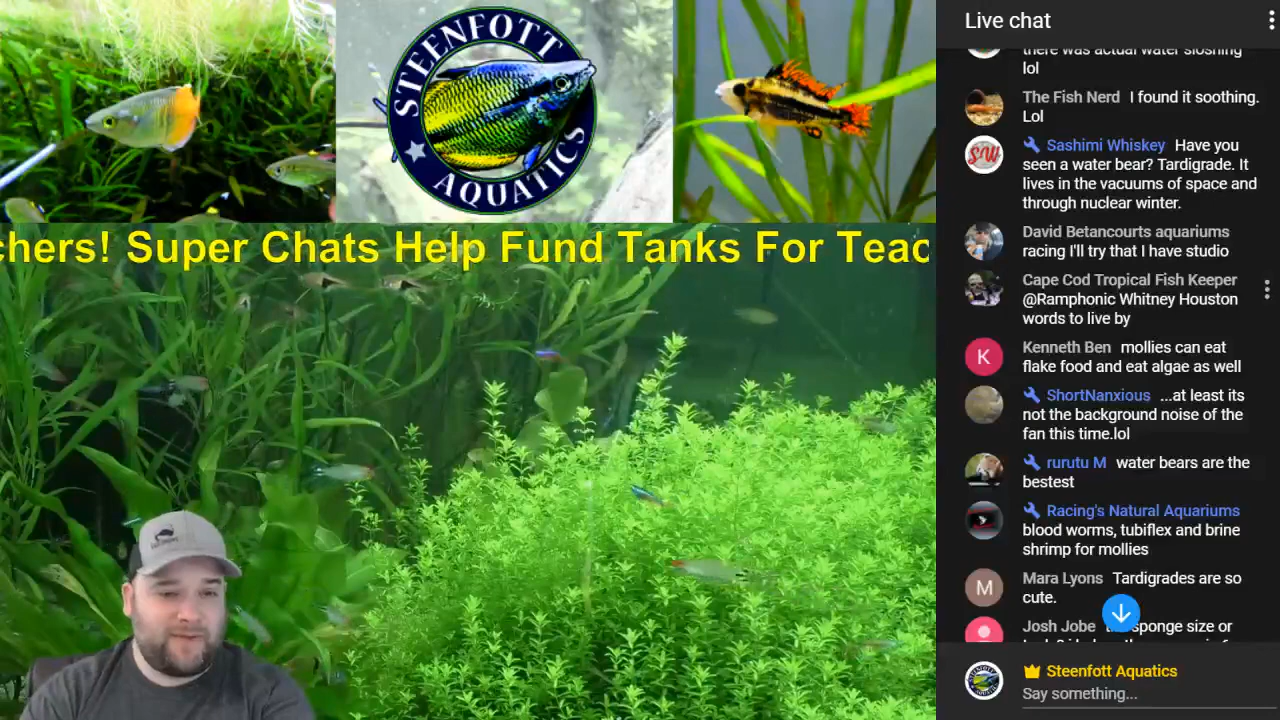 STEENFOTT
AQUATICS
chers! Super Chats Help Fund Tanks For Teac
Live chat
there was actual water sloshing
lol
The Fish Nerd I found it soothing.
Lol
Sashimi Whiskey Have you
seen a water bear? Tardigrade. It
lives in the vacuums of space and
through nuclear winter.
David Betancourts aquariums
racing I'll try that I have studio
Cape Cod Tropical Fish Keeper
@Ramphonic Whitney Houston
words to live by
K
Kenneth Ben mollies can eat
flake food and eat algae as well
ShortNanxious ...at least its
not the background noise of the
fan this time.lol
rurutu M water bears are the
bestest
Racing's Natural Aquariums
blood worms, tubiflex and brine
shrimp for mollies
M
Mara Lyons Tardigrades are so
cute.
Josh Jobe sponge size or
Steenfott Aquatics
Say something...
SW